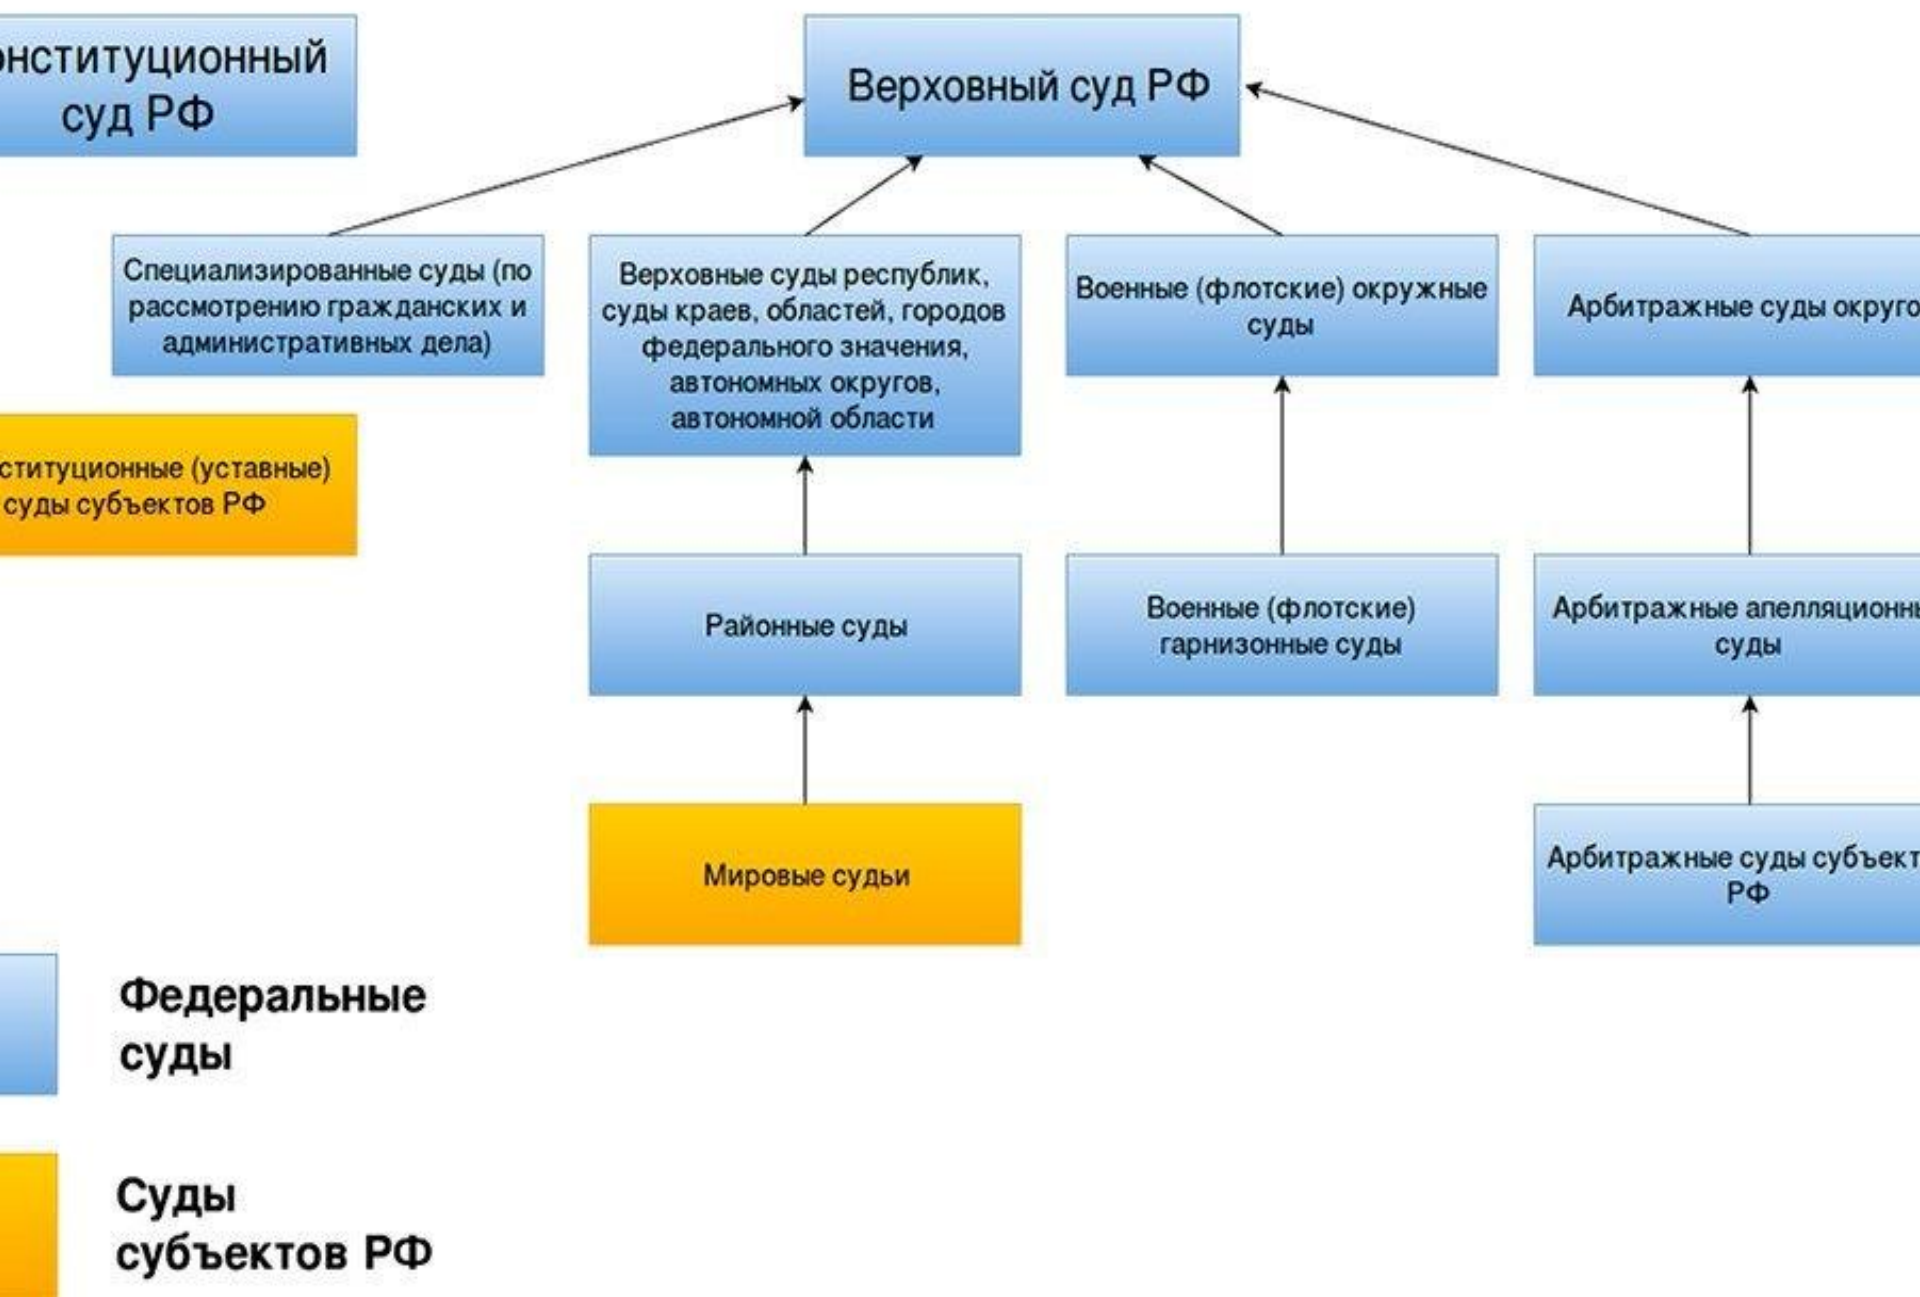 онституционный
суд РФ
Верховный суд РФ
Специализированные суды (по
рассмотрению гражданских и
административных дела)
Верховные суды республик,
суды краев, областей, городов
федерального значения,
автономных округов,
автономной области
Военные (флотские) окружные
суды
Арбитражные суды округо
ституционные (уставные)
суды субъектов РФ
Районные суды
Военные (флотские)
гарнизонные суды
Арбитражные апелляционны
суды
Мировые судьи
Арбитражные суды субъект
РФ
Федеральные
суды
Суды
субъектов РФ